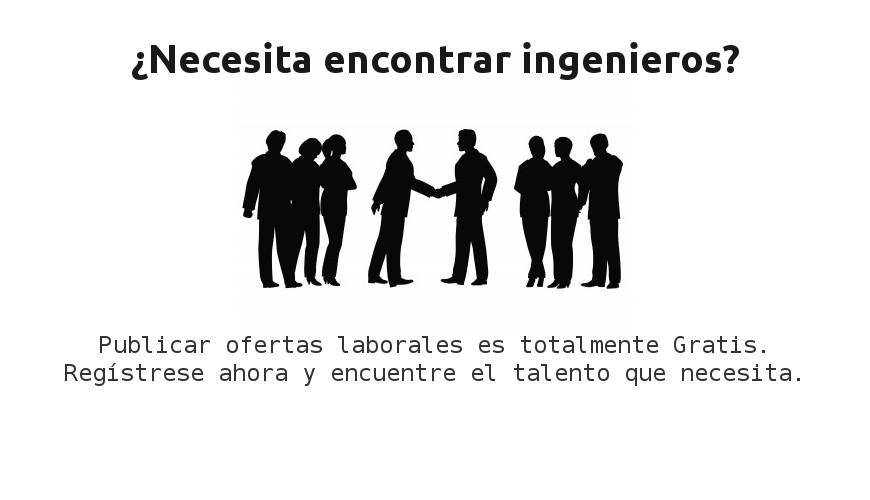 ¿Necesita encontrar ingenieros?
Publicar ofertas laborales es totalmente Gratis.
Regístrese ahora y encuentre el talento que necesita.